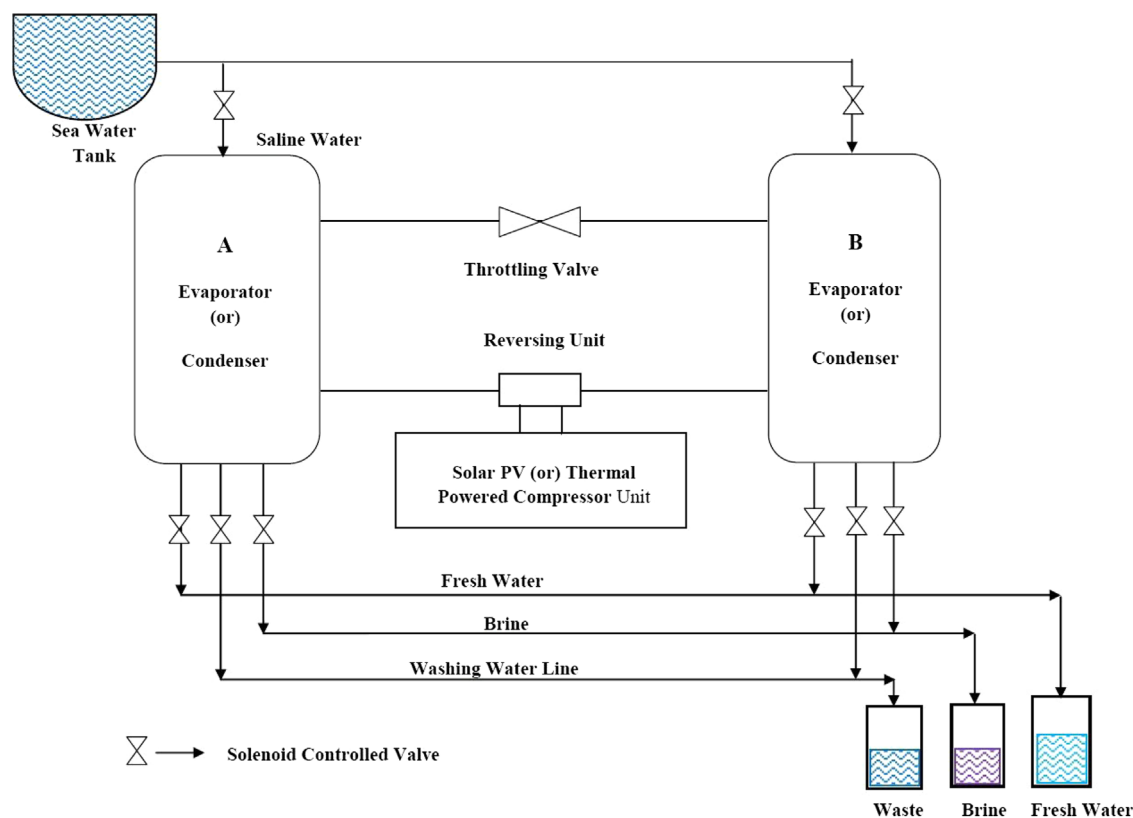 Sea Water
Tank
Saline Water
A
Evaporator
(or)
Condenser
B
Evaporator
(or)
Condenser
Throttling Valve
Reversing Unit
Solar PV (or) Thermal
Powered Compressor Unit
Fresh Water
Brine
Washing Water Line
Solenoid Controlled Valve
Waste
Brine
Fresh Water